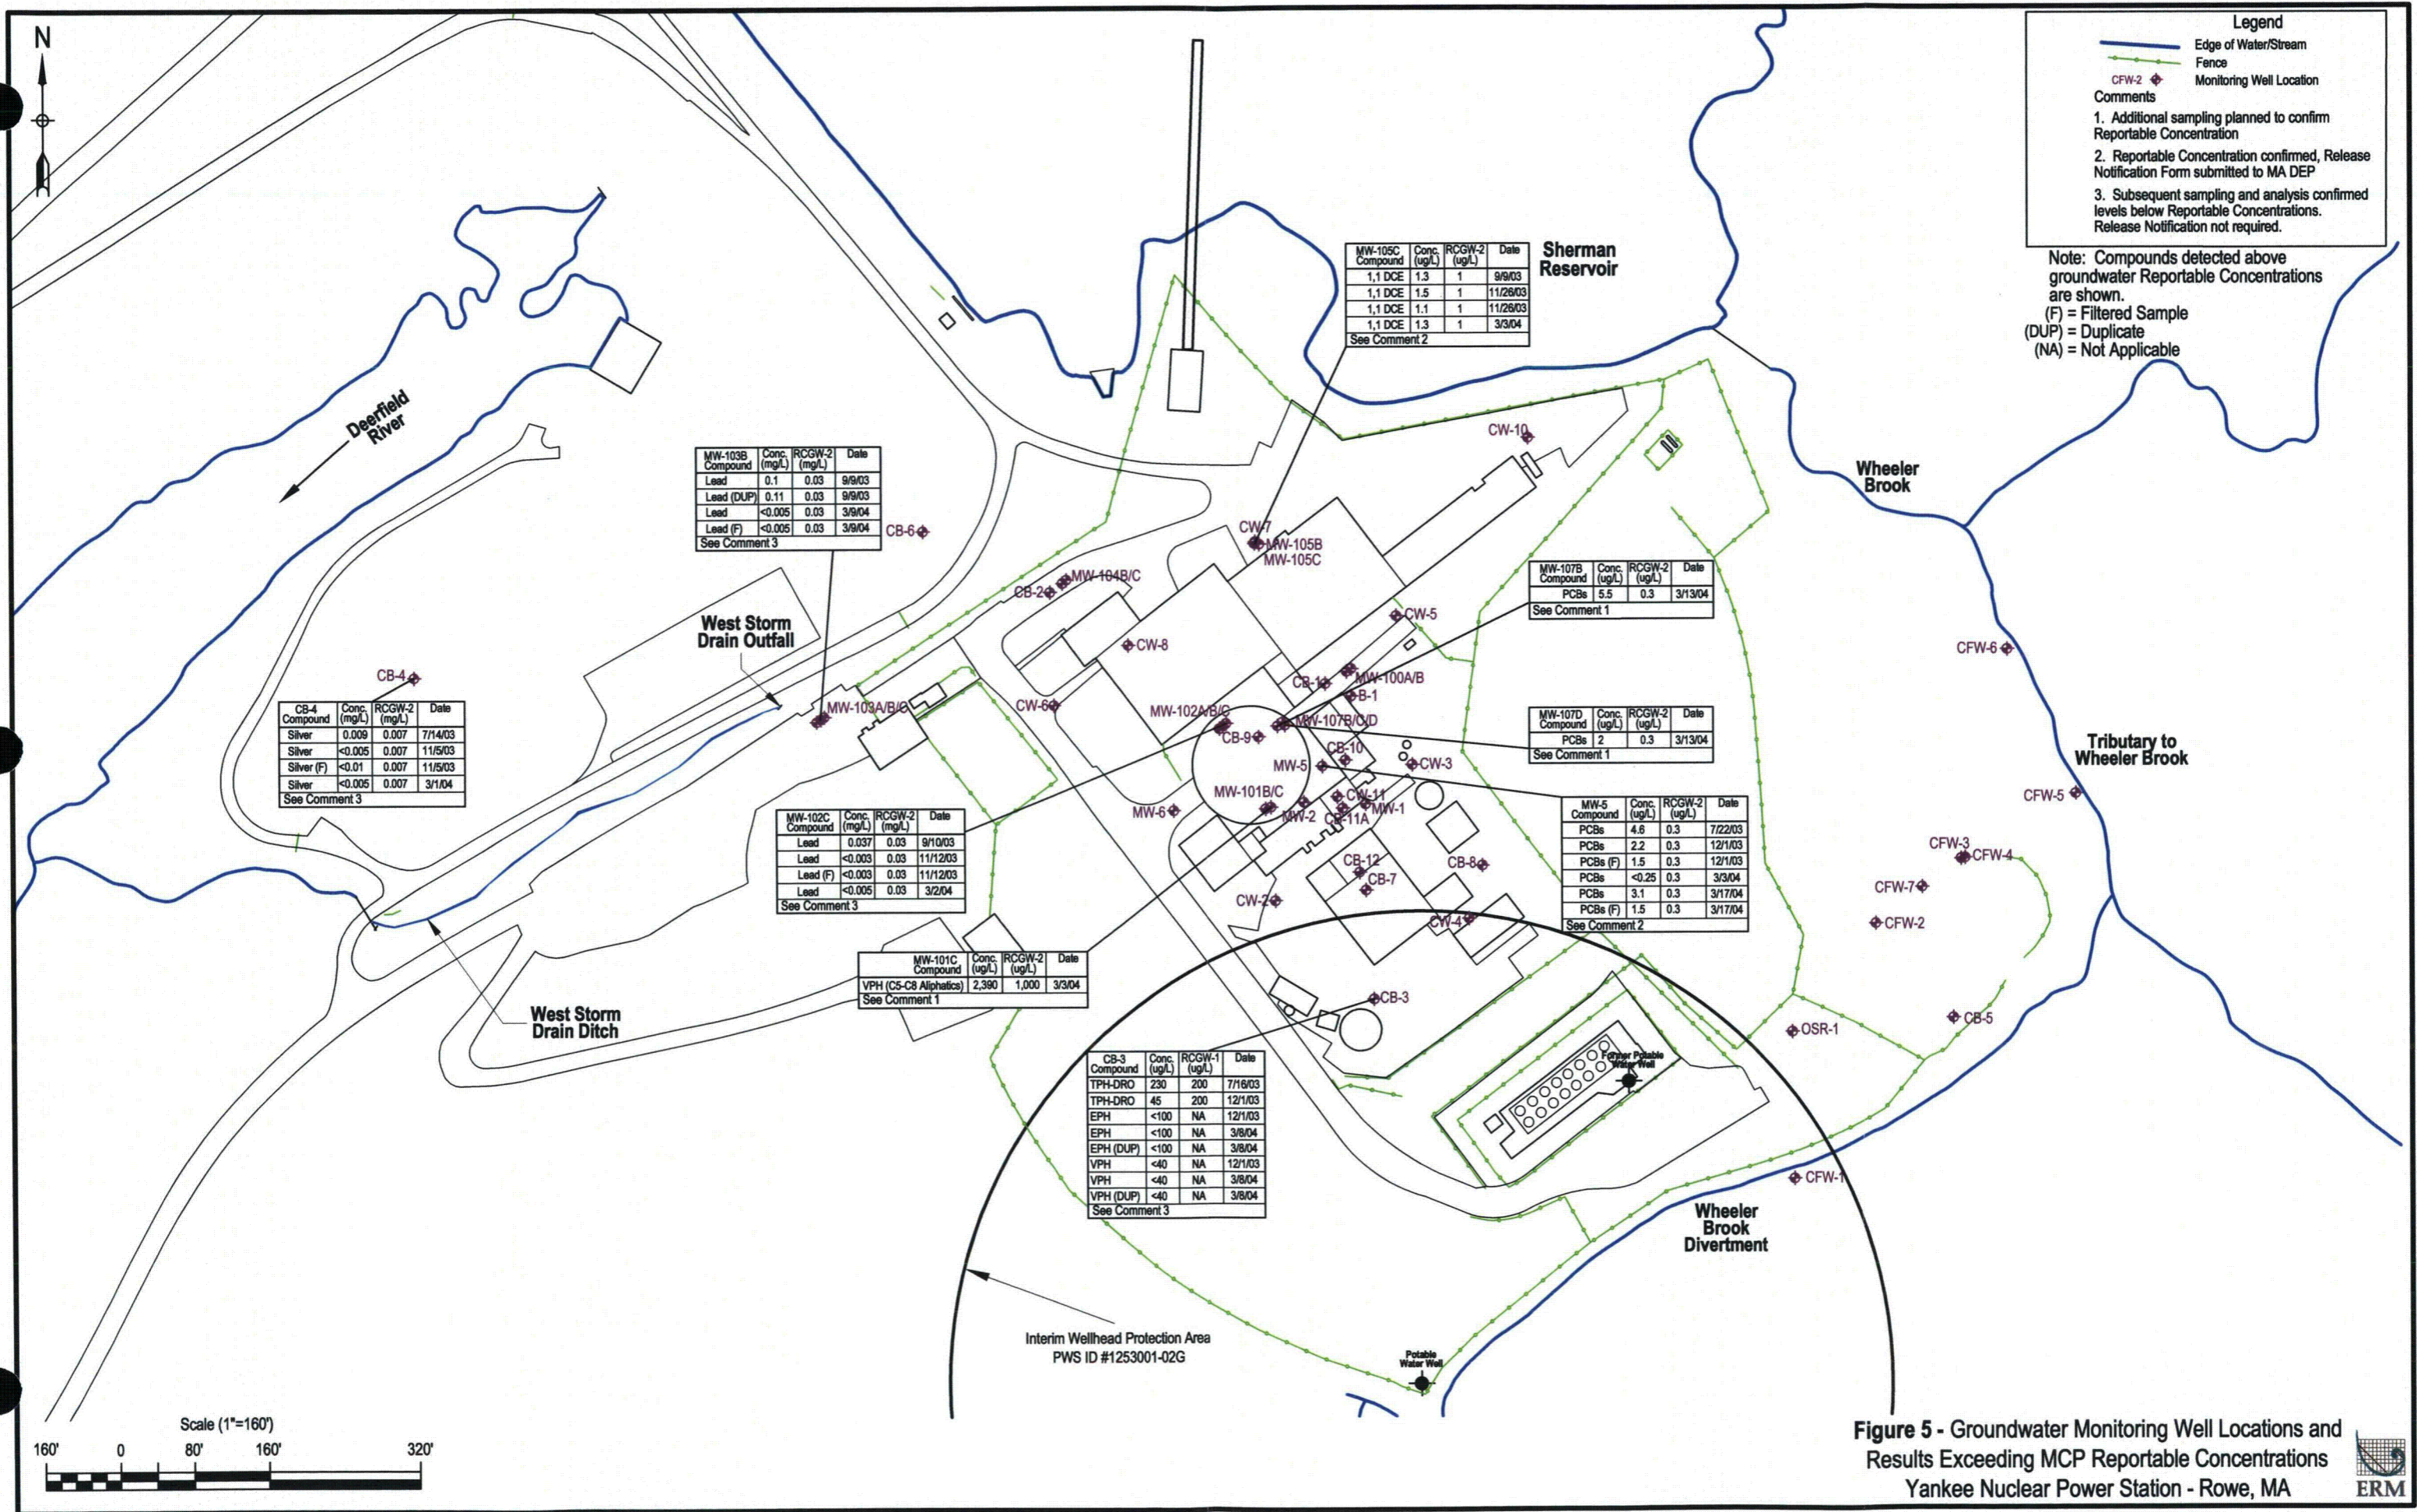 N
Legend
Edge of Water/Stream
Fence
CFW-2 Monitoring Well Location
Comments
1. Additional sampling planned to confirm
Reportable Concentration
2. Reportable Concentration confirmed, Release
Notification Form submitted to MA DEP
3. Subsequent sampling and analysis confirmed
levels below Reportable Concentrations.
Release Notification not required.
Note: Compounds detected above
groundwater Reportable Concentrations
are shown.
(F) = Filtered Sample
(DUP) = Duplicate
(NA) = Not Applicable
Sherman
Reservoir
MW-105C Compound Conc. (ug/L) RCGW-2 (ug/L) Date
1,1 DCE 1.3 1 9/9/03
1,1 DCE 1.5 1 11/26/03
1,1 DCE 1.1 1 11/26/03
1,1 DCE 1.3 1 3/3/04
See Comment 2
Deerfield
River
MW-103B Compound Conc. (mg/L) RCGW-2 (mg/L) Date
Lead 0.1 0.03 9/9/03
Lead (DUP) 0.11 0.03 9/9/03
Lead <0.005 0.03 3/9/04
Lead (F) <0.005 0.03 3/9/04
See Comment 3
CB-6
CW-10
Wheeler
Brook
CW-7
MW-105B
MW-105C
MW-104B/C
CB-2
MW-107B Compound Conc. (ug/L) RCGW-2 (ug/L) Date
PCBs 5.5 0.3 3/13/04
See Comment 1
CW-5
West Storm
Drain Outfall
CW-8
CFW-6
CB-4
CB-1
MW-100A/B
B-1
CB-4 Compound Conc. (mg/L) RCGW-2 (mg/L) Date
Silver 0.009 0.007 7/14/03
Silver <0.005 0.007 11/5/03
Silver (F) <0.01 0.007 11/5/03
Silver <0.005 0.007 3/1/04
See Comment 3
MW-103A/B/C
CW-6
MW-102A/B/C
MW-107B/C/D
CB-9
CB-10
MW-5
CW-3
MW-107D Compound Conc. (ug/L) RCGW-2 (ug/L) Date
PCBs 2 0.3 3/13/04
See Comment 1
Tributary to
Wheeler Brook
CFW-5
MW-101B/C
MW-6
MW-2
CW-11
CB-11A
MW-1
MW-102C Compound Conc. (mg/L) RCGW-2 (mg/L) Date
Lead 0.037 0.03 9/10/03
Lead <0.003 0.03 11/12/03
Lead (F) <0.003 0.03 11/12/03
Lead <0.005 0.03 3/2/04
See Comment 3
MW-5 Compound Conc. (ug/L) RCGW-2 (ug/L) Date
PCBs 4.6 0.3 7/22/03
PCBs 2.2 0.3 12/1/03
PCBs (F) 1.5 0.3 12/1/03
PCBs <0.25 0.3 3/3/04
PCBs 3.1 0.3 3/17/04
PCBs (F) 1.5 0.3 3/17/04
See Comment 2
CFW-3
CFW-4
CFW-7
CFW-2
CB-12
CB-7
CB-8
CW-2
CW-4
MW-101C Compound Conc. (ug/L) RCGW-2 (ug/L) Date
VPH (C5-C8 Aliphatics) 2,390 1,000 3/3/04
See Comment 1
CB-3
West Storm
Drain Ditch
OSR-1
CB-5
Former Potable
Water Well
CB-3 Compound Conc. (ug/L) RCGW-1 (ug/L) Date
TPH-DRO 230 200 7/16/03
TPH-DRO 45 200 12/1/03
EPH <100 NA 12/1/03
EPH <100 NA 3/8/04
EPH (DUP) <100 NA 3/8/04
VPH <40 NA 12/1/03
VPH <40 NA 3/8/04
VPH (DUP) <40 NA 3/8/04
See Comment 3
CFW-1
Wheeler
Brook
Divertment
Interim Wellhead Protection Area
PWS ID #1253001-02G
Potable
Water Well
Scale (1"=160')
160' 0 80' 160' 320'
Figure 5 - Groundwater Monitoring Well Locations and
Results Exceeding MCP Reportable Concentrations
Yankee Nuclear Power Station - Rowe, MA
ERM